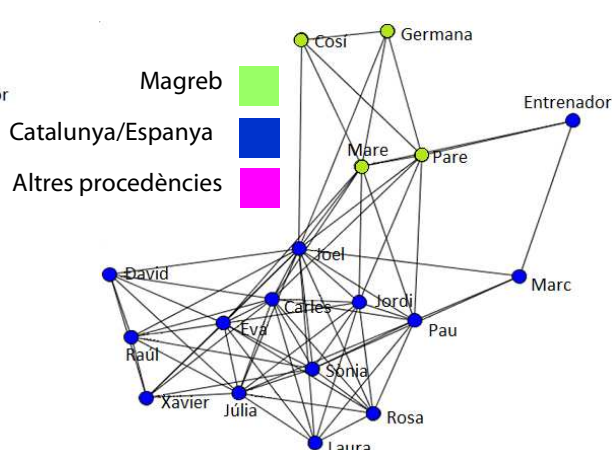 Cosí
Germana
or
Magreb
Catalunya/Espanya
Altres procedències
Entrenador
Mare
Pare
Joel
David
Marc
Carles
Jordi
Eva
Pau
Raúl
Sònia
Xavier
Júlia
Rosa
Laura